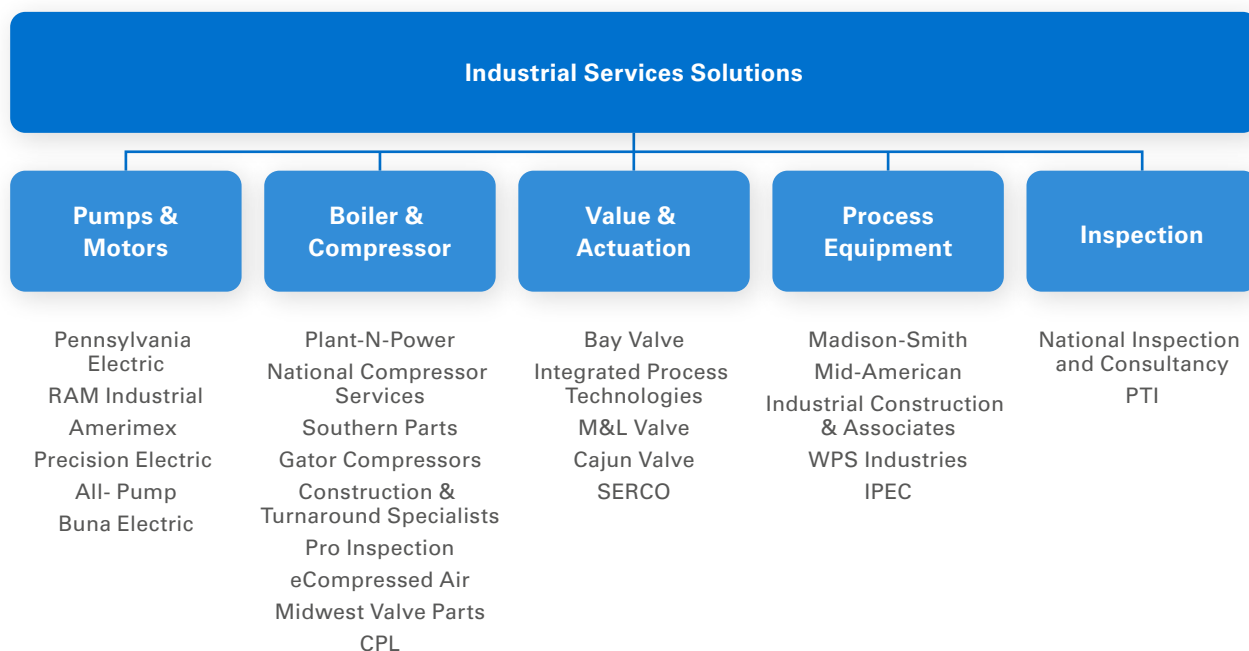 Industrial Services Solutions
Pumps &
Motors
Pennsylvania
Electric
RAM Industrial
Amerimex
Precision Electric
All- Pump
Buna Electric
Boiler &
Compressor
Plant-N-Power
National Compressor
Services
Southern Parts
Gator Compressors
Construction &
Turnaround Specialists
Pro Inspection
eCompressed Air
Midwest Valve Parts
CPL
Value &
Actuation
Bay Valve
Integrated Process
Technologies
M&L Valve
Cajun Valve
SERCO
Process
Equipment
Madison-Smith
Mid-American
Industrial Construction
& Associates
WPS Industries
IPEC
Inspection
National Inspection
and Consultancy
PTI